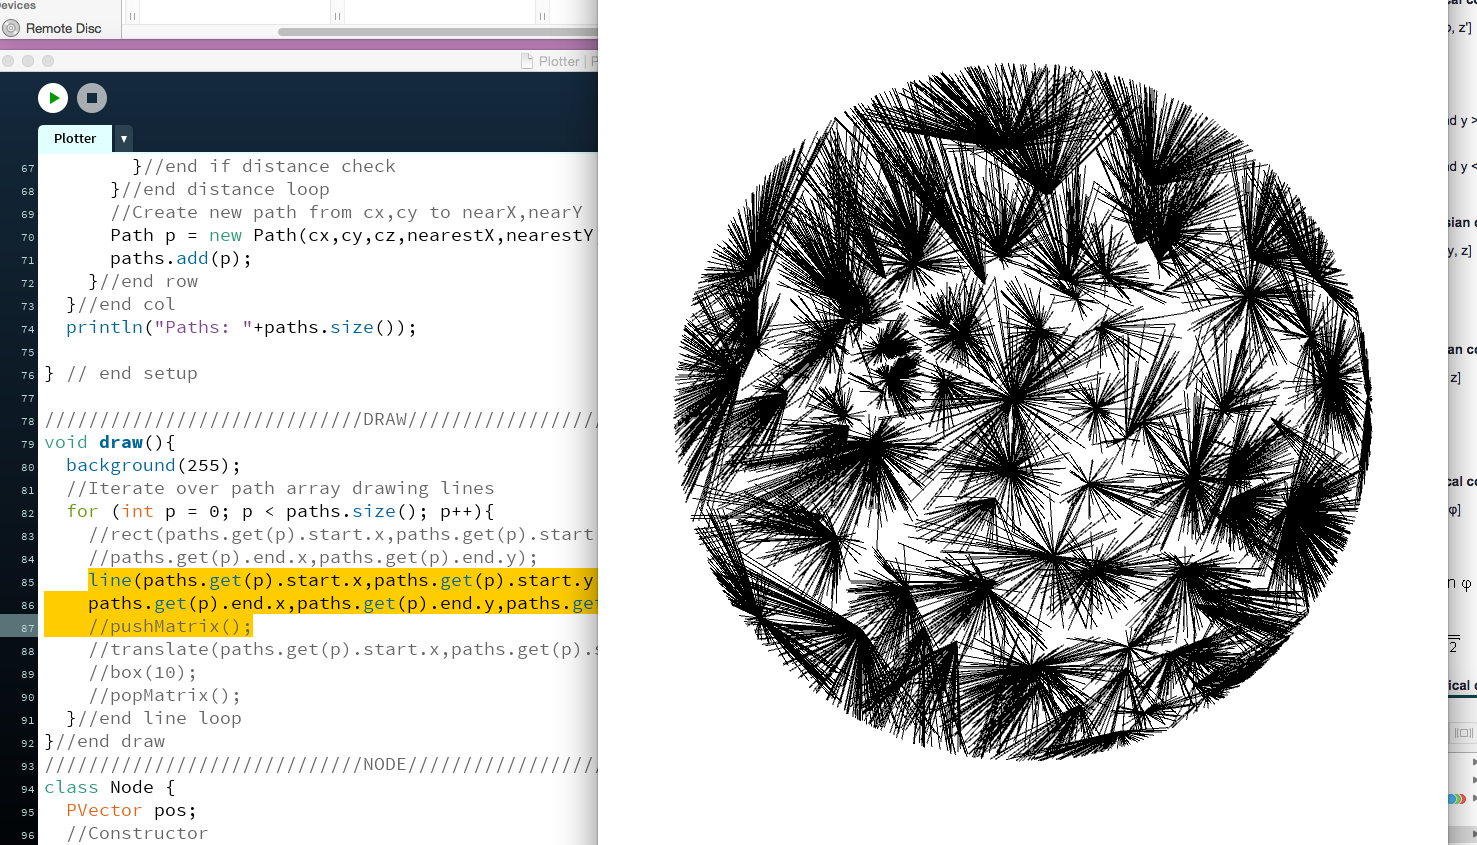 evices
Remote Disc
Plotter | P
Plotter
67 }//end if distance check
68 }//end distance loop
69 //Create new path from cx,cy to nearX,nearY
70 Path p = new Path(cx,cy,cz,nearestX,nearestY
71 paths.add(p);
72 }//end row
73 }//end col
74 println("Paths: "+paths.size());
75
76 } // end setup
77
78 /////////////////////////////DRAW/////////////////
79 void draw(){
80 background(255);
81 //Iterate over path array drawing lines
82 for (int p = 0; p < paths.size(); p++){
83 //rect(paths.get(p).start.x,paths.get(p).start
84 //paths.get(p).end.x,paths.get(p).end.y);
85 line(paths.get(p).start.x,paths.get(p).start.y
86 paths.get(p).end.x,paths.get(p).end.y,paths.ge
87 //pushMatrix();
88 //translate(paths.get(p).start.x,paths.get(p).s
89 //box(10);
90 //popMatrix();
91 }//end line loop
92 }//end draw
93 /////////////////////////////NODE/////////////////
94 class Node {
95 PVector pos;
96 //Constructor
cal co
o, z']
nd y >
nd y <
sian c
y, z]
an co
z]
cal co
φ]
n φ
2
ical c